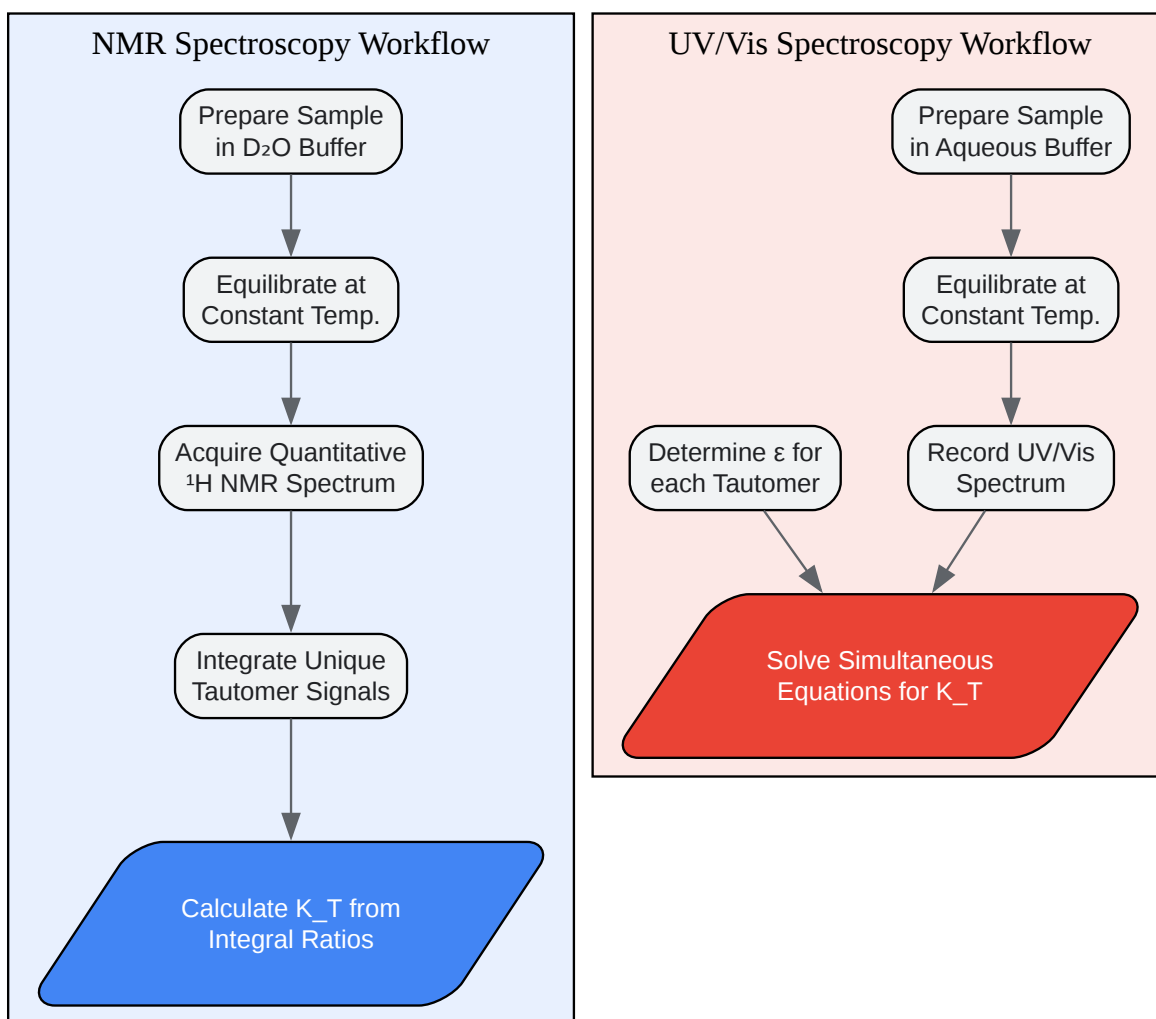 NMR Spectroscopy Workflow
Prepare Sample
in D₂O Buffer
Equilibrate at
Constant Temp.
Acquire Quantitative
¹H NMR Spectrum
Integrate Unique
Tautomer Signals
Calculate K_T from
Integral Ratios
UV/Vis Spectroscopy Workflow
Prepare Sample
in Aqueous Buffer
Equilibrate at
Constant Temp.
Determine ε for
each Tautomer
Record UV/Vis
Spectrum
Solve Simultaneous
Equations for K_T